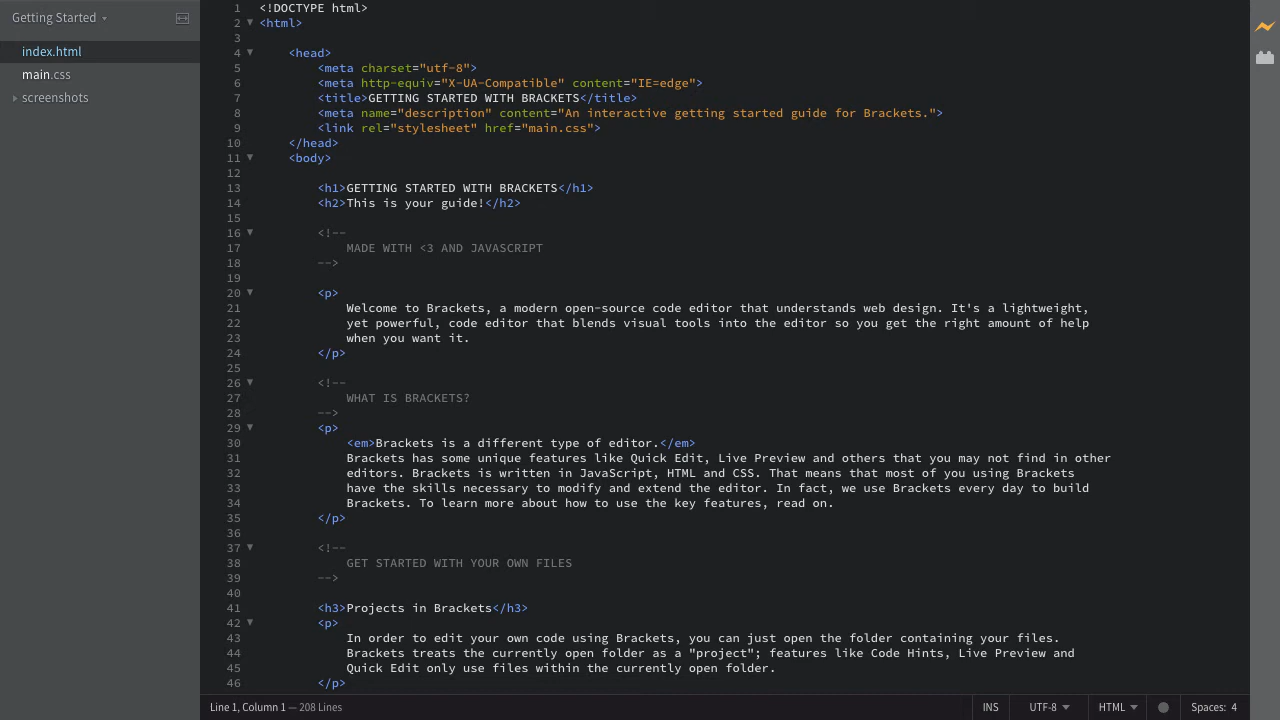 Getting Started
index.html
main.css
screenshots
1 <!DOCTYPE html>
2 <html>
3
4 <head>
5 <meta charset="utf-8">
6 <meta http-equiv="X-UA-Compatible" content="IE=edge">
7 <title>GETTING STARTED WITH BRACKETS</title>
8 <meta name="description" content="An interactive getting started guide for Brackets.">
9 <link rel="stylesheet" href="main.css">
10 </head>
11 <body>
12
13 <h1>GETTING STARTED WITH BRACKETS</h1>
14 <h2>This is your guide!</h2>
15
16 <!--
17 MADE WITH <3 AND JAVASCRIPT
18 -->
19
20 <p>
21 Welcome to Brackets, a modern open-source code editor that understands web design. It's a lightweight,
22 yet powerful, code editor that blends visual tools into the editor so you get the right amount of help
23 when you want it.
24 </p>
25
26 <!--
27 WHAT IS BRACKETS?
28 -->
29 <p>
30 <em>Brackets is a different type of editor.</em>
31 Brackets has some unique features like Quick Edit, Live Preview and others that you may not find in other
32 editors. Brackets is written in JavaScript, HTML and CSS. That means that most of you using Brackets
33 have the skills necessary to modify and extend the editor. In fact, we use Brackets every day to build
34 Brackets. To learn more about how to use the key features, read on.
35 </p>
36
37 <!--
38 GET STARTED WITH YOUR OWN FILES
39 -->
40
41 <h3>Projects in Brackets</h3>
42 <p>
43 In order to edit your own code using Brackets, you can just open the folder containing your files.
44 Brackets treats the currently open folder as a "project"; features like Code Hints, Live Preview and
45 Quick Edit only use files within the currently open folder.
46 </p>
Line 1, Column 1 — 208 Lines
INS
UTF-8
HTML
Spaces: 4